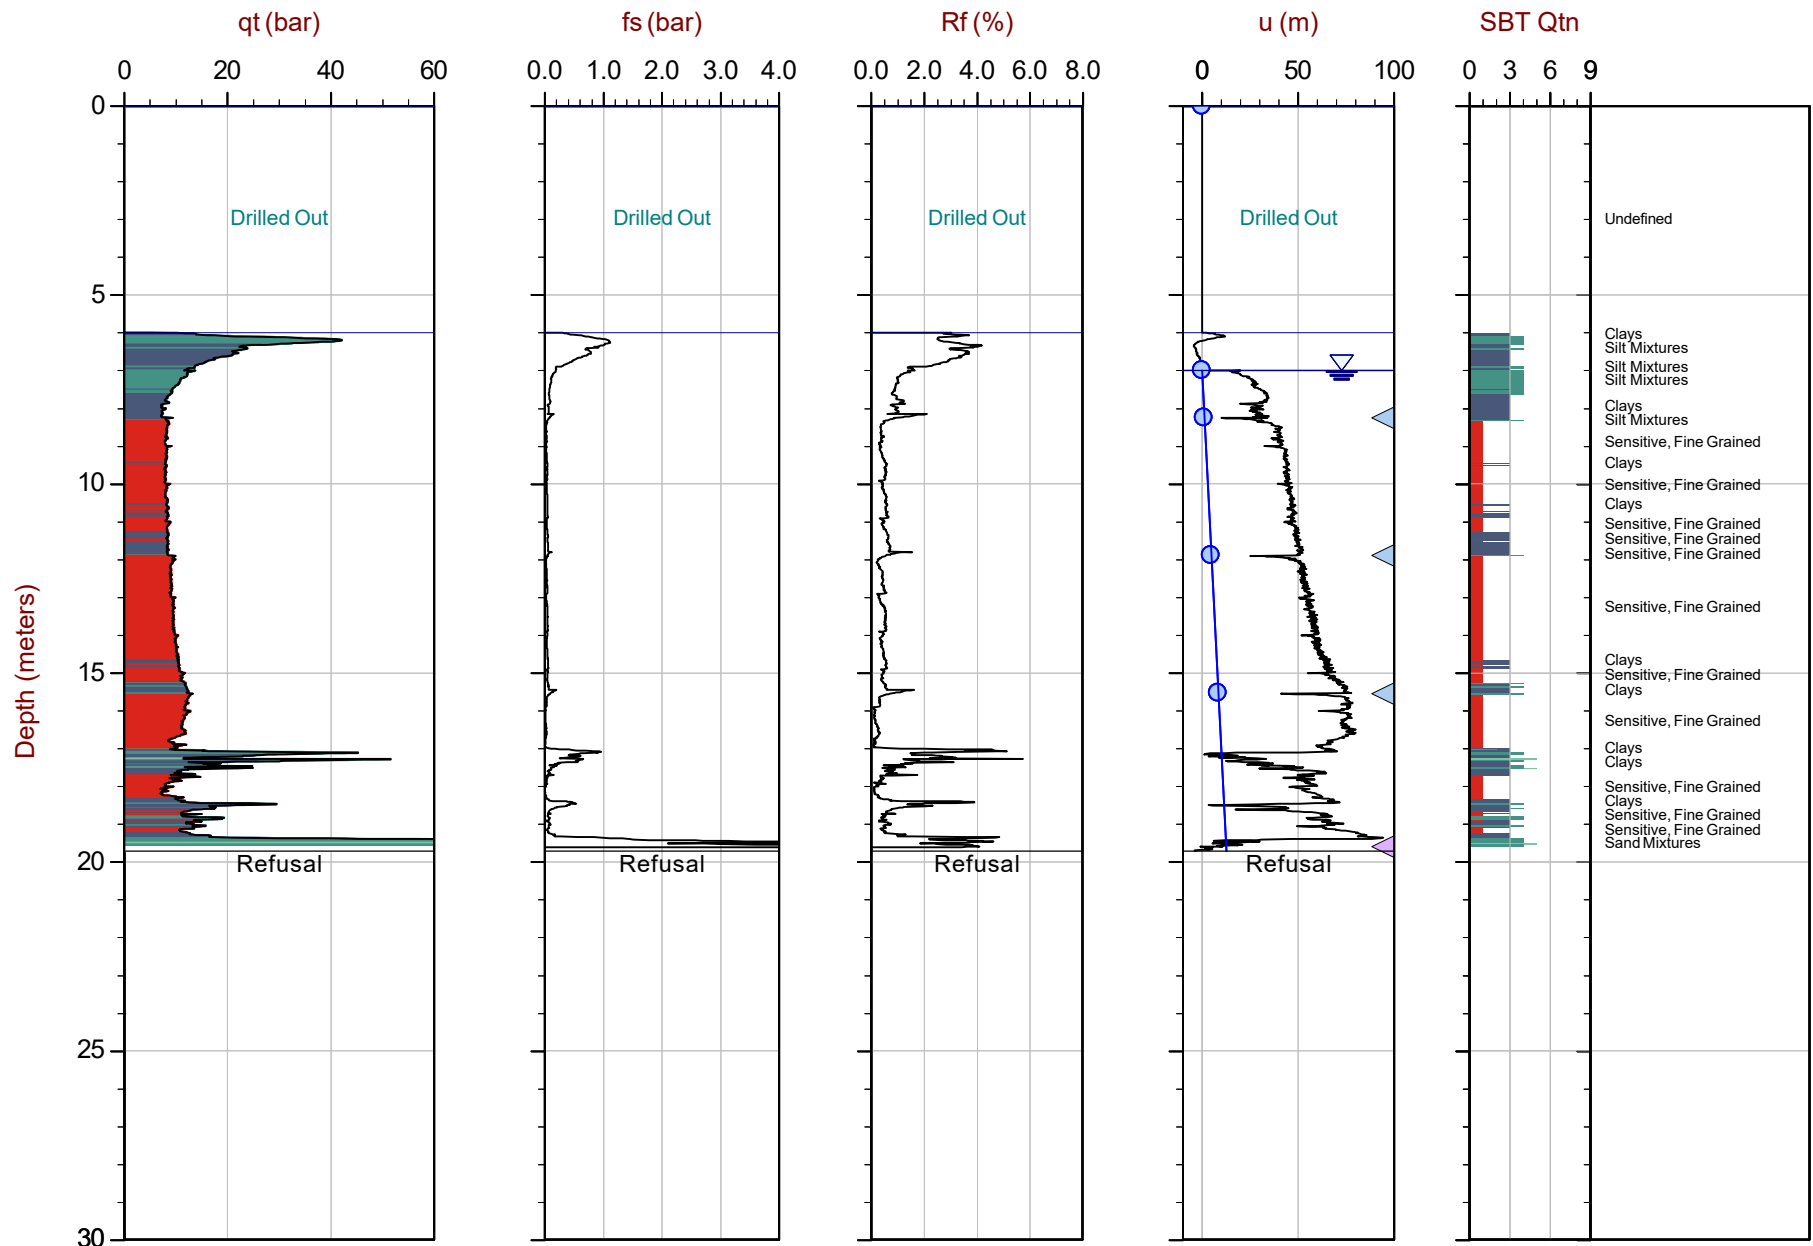 qt (bar) fs (bar) Rf (%) u (m) SBT Qtn
0 20 40 60 0.0 1.0 2.0 3.0 4.0 0.0 2.0 4.0 6.0 8.0 0 50 100 0 3 6 9
0
Drilled Out Drilled Out Drilled Out Drilled Out Undefined
5
Clays
Silt Mixtures
Silt Mixtures
Silt Mixtures
Clays
Silt Mixtures
Sensitive, Fine Grained
Clays
10 Sensitive, Fine Grained
Clays
Sensitive, Fine Grained
Sensitive, Fine Grained
Sensitive, Fine Grained
Sensitive, Fine Grained
Depth (meters)
Clays
15 Sensitive, Fine Grained
Clays
Sensitive, Fine Grained
Clays
Clays
Sensitive, Fine Grained
Clays
Sensitive, Fine Grained
Sensitive, Fine Grained
Sand Mixtures
20 Refusal Refusal Refusal Refusal
25
30